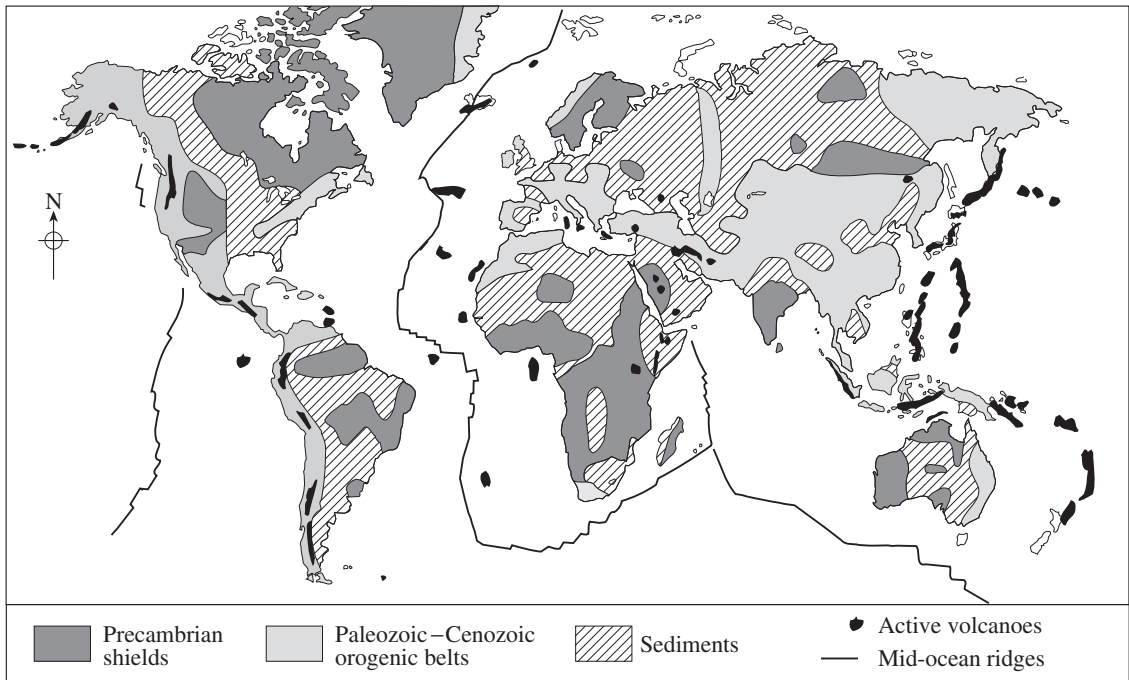 N
Precambrian
shields
Paleozoic–Cenozoic
orogenic belts
Sediments
Active volcanoes
Mid-ocean ridges